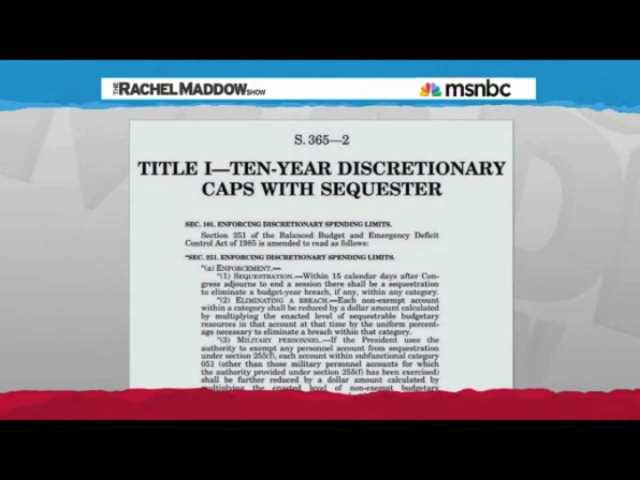 THE RACHEL MADDOW SHOW
msnbc
S. 365—2
TITLE I—TEN-YEAR DISCRETIONARY
CAPS WITH SEQUESTER
SEC. 101. ENFORCING DISCRETIONARY SPENDING LIMITS.
Section 251 of the Balanced Budget and Emergency Deficit
Control Act of 1985 is amended to read as follows:
"SEC. 251. ENFORCING DISCRETIONARY SPENDING LIMITS.
"(a) ENFORCEMENT.—
"(1) SEQUESTRATION.—Within 15 calendar days after Con-
gress adjourns to end a session there shall be a sequestration
to eliminate a budget-year breach, if any, within any category.
"(2) ELIMINATING A BREACH.—Each non-exempt account
within a category shall be reduced by a dollar amount calculated
by multiplying the enacted level of sequestrable budgetary
resources in that account at that time by the uniform percent-
age necessary to eliminate a breach within that category.
"(3) MILITARY PERSONNEL.—If the President uses the
authority to exempt any personnel account from sequestration
under section 255(f), each account within subfunctional category
051 (other than those military personnel accounts for which
the authority provided under section 255(f) has been exercised)
shall be further reduced by a dollar amount calculated by
multiplying the enacted level of non-exempt budgetary